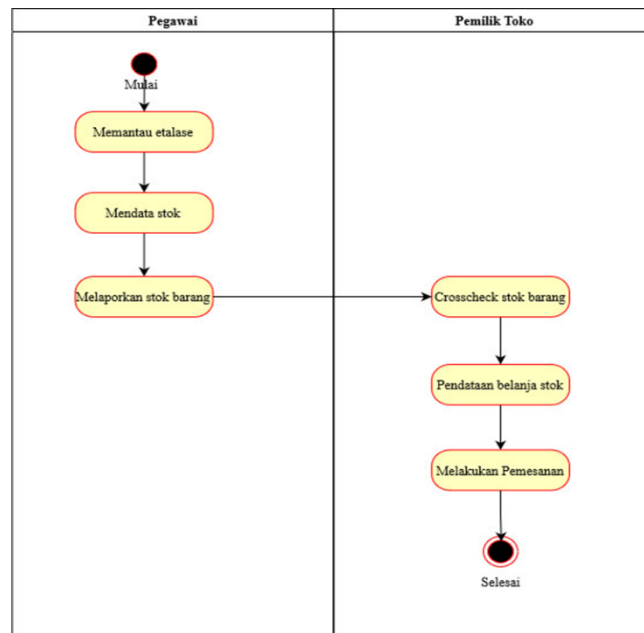 Pegawai
Pemilik Toko
Mulai
Memantau etalase
Mendata stok
Melaporkan stok barang
Crosscheck stok barang
Pendataan belanja stok
Melakukan Pemesanan
Selesai